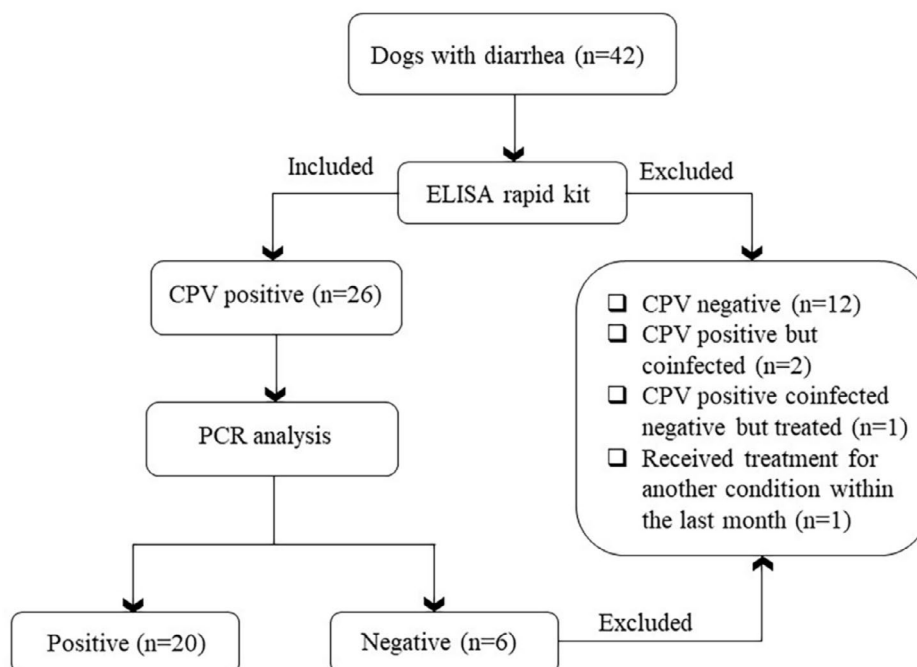 Dogs with diarrhea (n=42)
Included
Excluded
ELISA rapid kit
CPV positive (n=26)
❑ CPV negative (n=12)
❑ CPV positive but
coinfected (n=2)
❑ CPV positive coinfected
negative but treated (n=1)
❑ Received treatment for
another condition within
the last month (n=1)
PCR analysis
Positive (n=20)
Negative (n=6)
Excluded